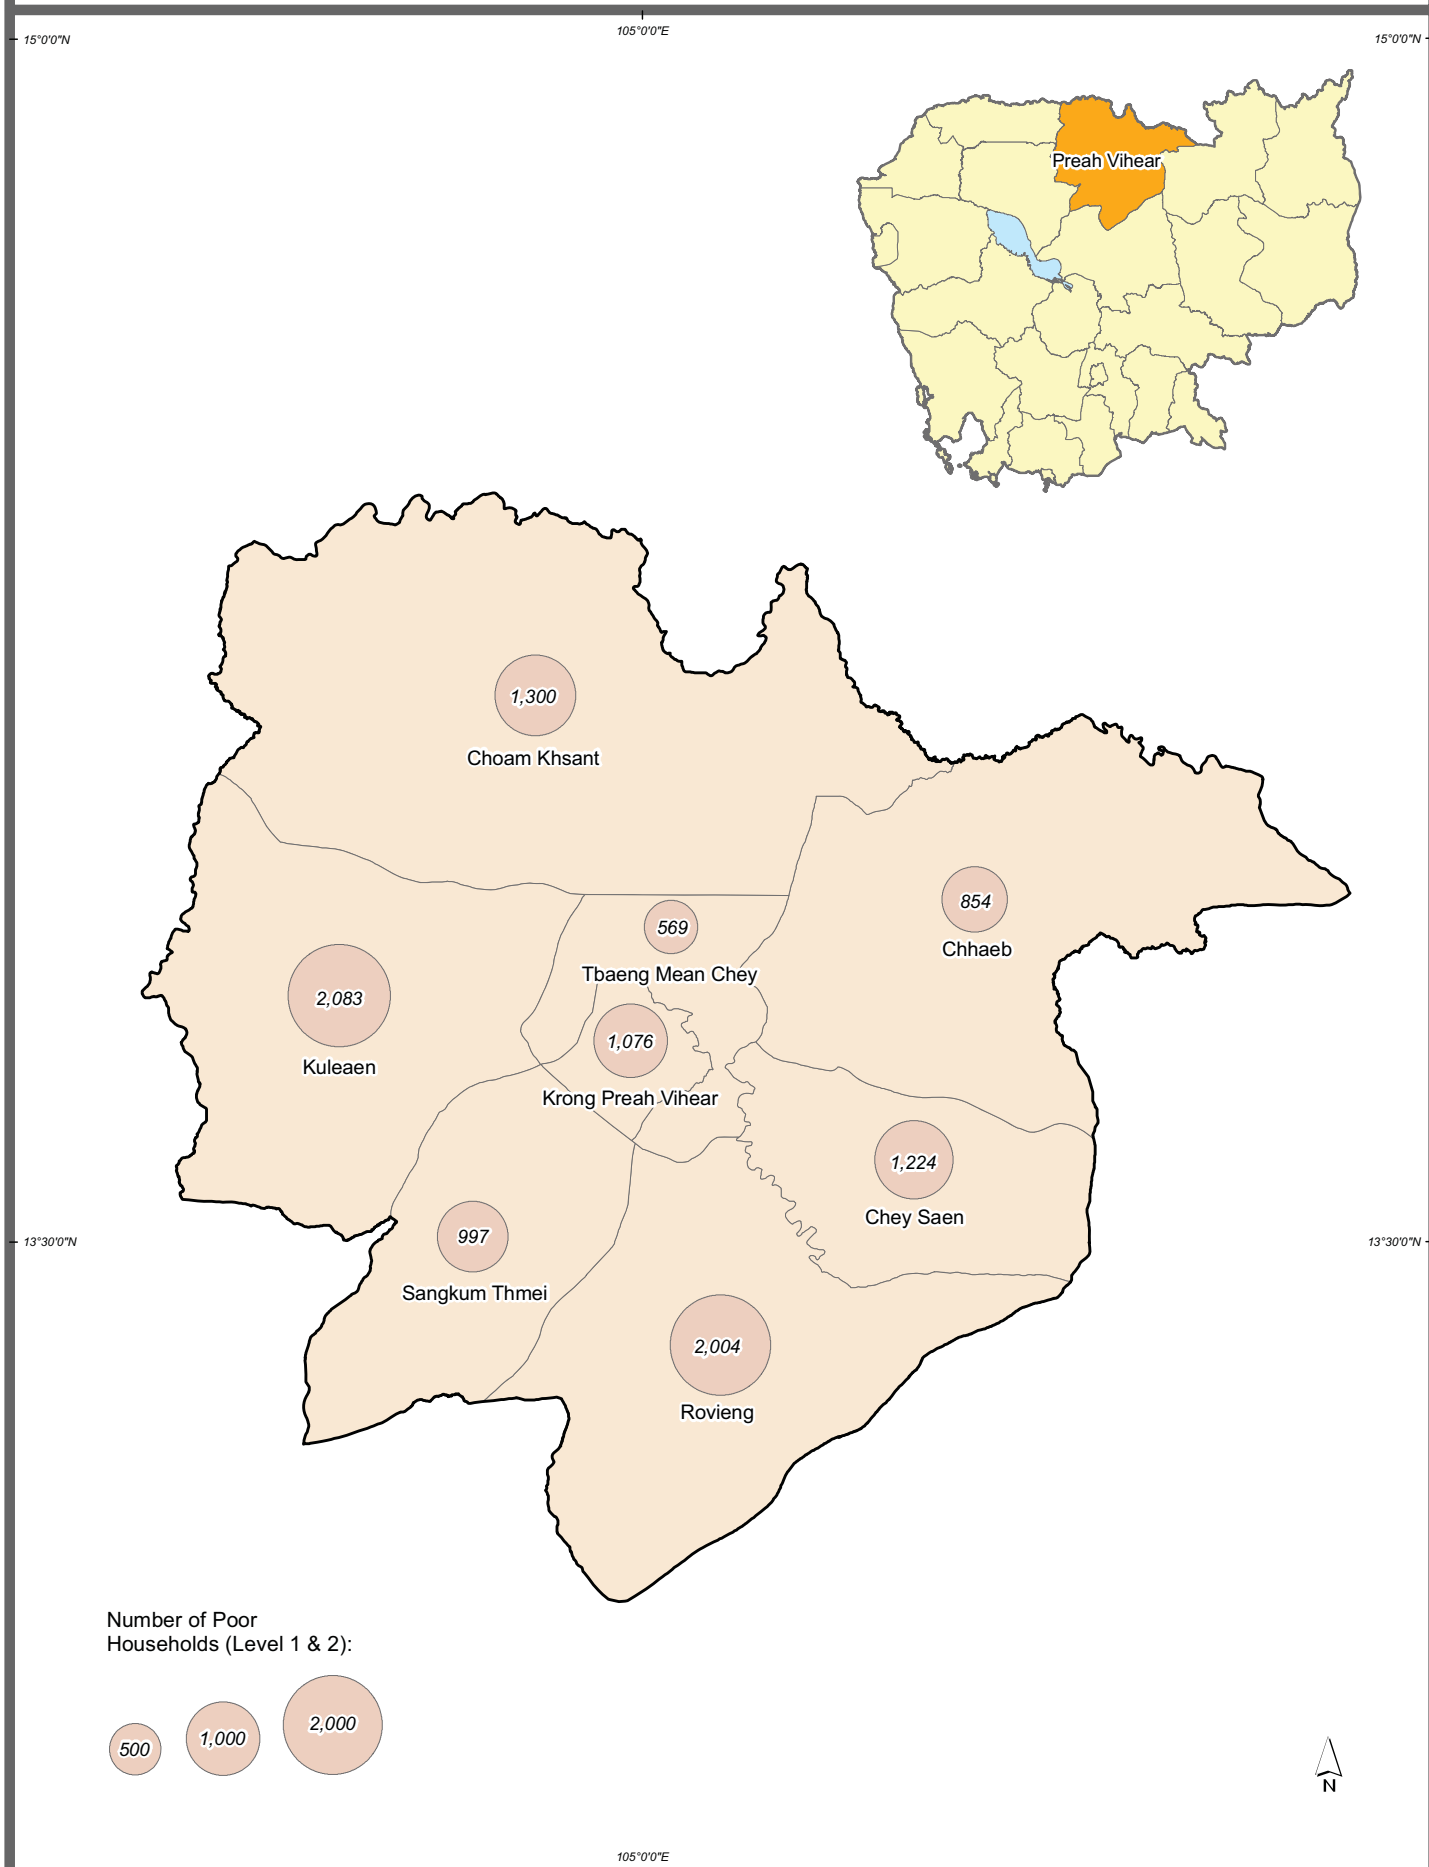 105°0'0"E
15°0'0"N
15°0'0"N
Preah Vihear
1,300
Choam Khsant
854
Chhaeb
569
Tbaeng Mean Chey
2,083
Kuleaen
1,076
Krong Preah Vihear
1,224
Chey Saen
997
Sangkum Thmei
13°30'0"N
13°30'0"N
2,004
Rovieng
Number of Poor
Households (Level 1 & 2):
500
1,000
2,000
N
105°0'0"E